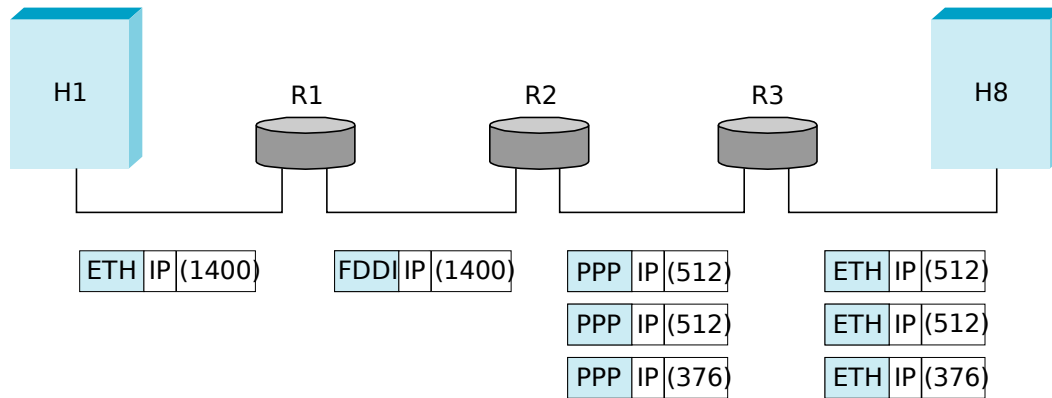 H1 R1 R2 R3 H8
ETH IP (1400) FDDI IP (1400) PPP IP (512) ETH IP (512)
PPP IP (512) ETH IP (512)
PPP IP (376) ETH IP (376)